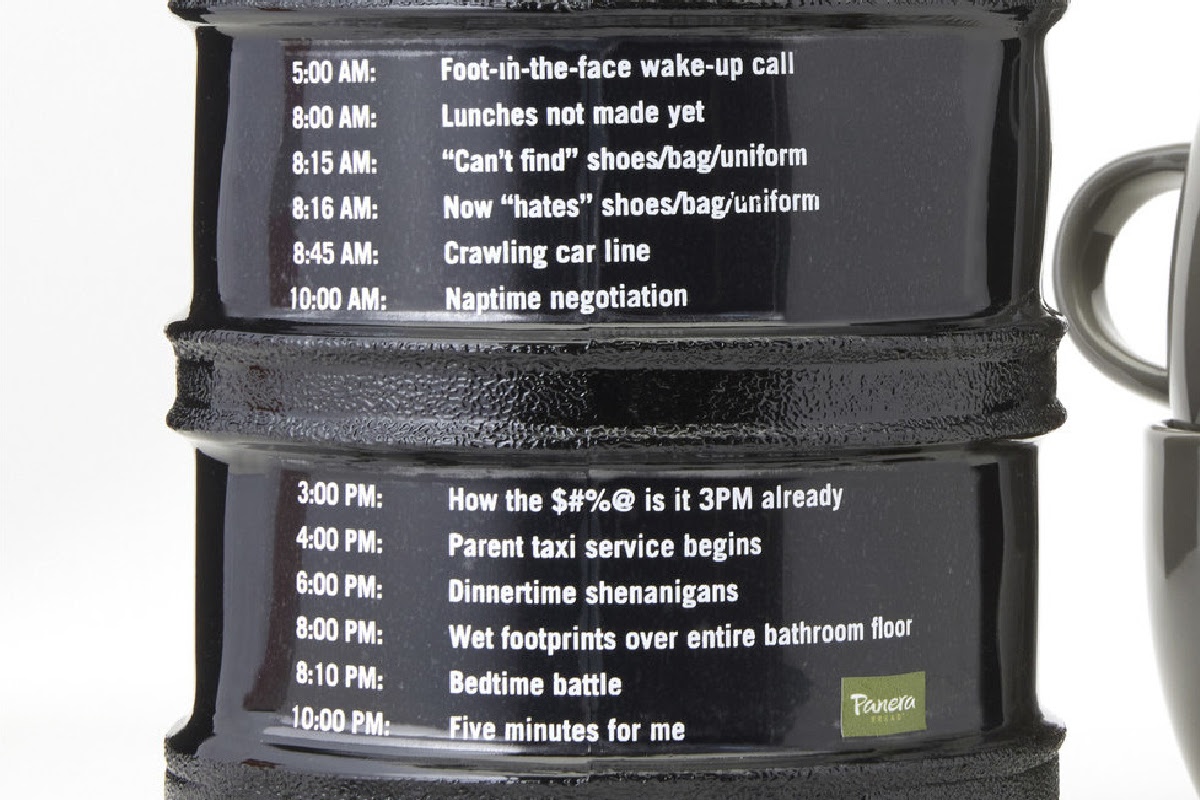 5:00 AM: Foot-in-the-face wake-up call
8:00 AM: Lunches not made yet
8:15 AM: “Can't find” shoes/bag/uniform
8:16 AM: Now “hates” shoes/bag/uniform
8:45 AM: Crawling car line
10:00 AM: Naptime negotiation
3:00 PM: How the $#%@ is it 3PM already
4:00 PM: Parent taxi service begins
6:00 PM: Dinnertime shenanigans
8:00 PM: Wet footprints over entire bathroom floor
8:10 PM: Bedtime battle
10:00 PM: Five minutes for me
Panera
BREAD